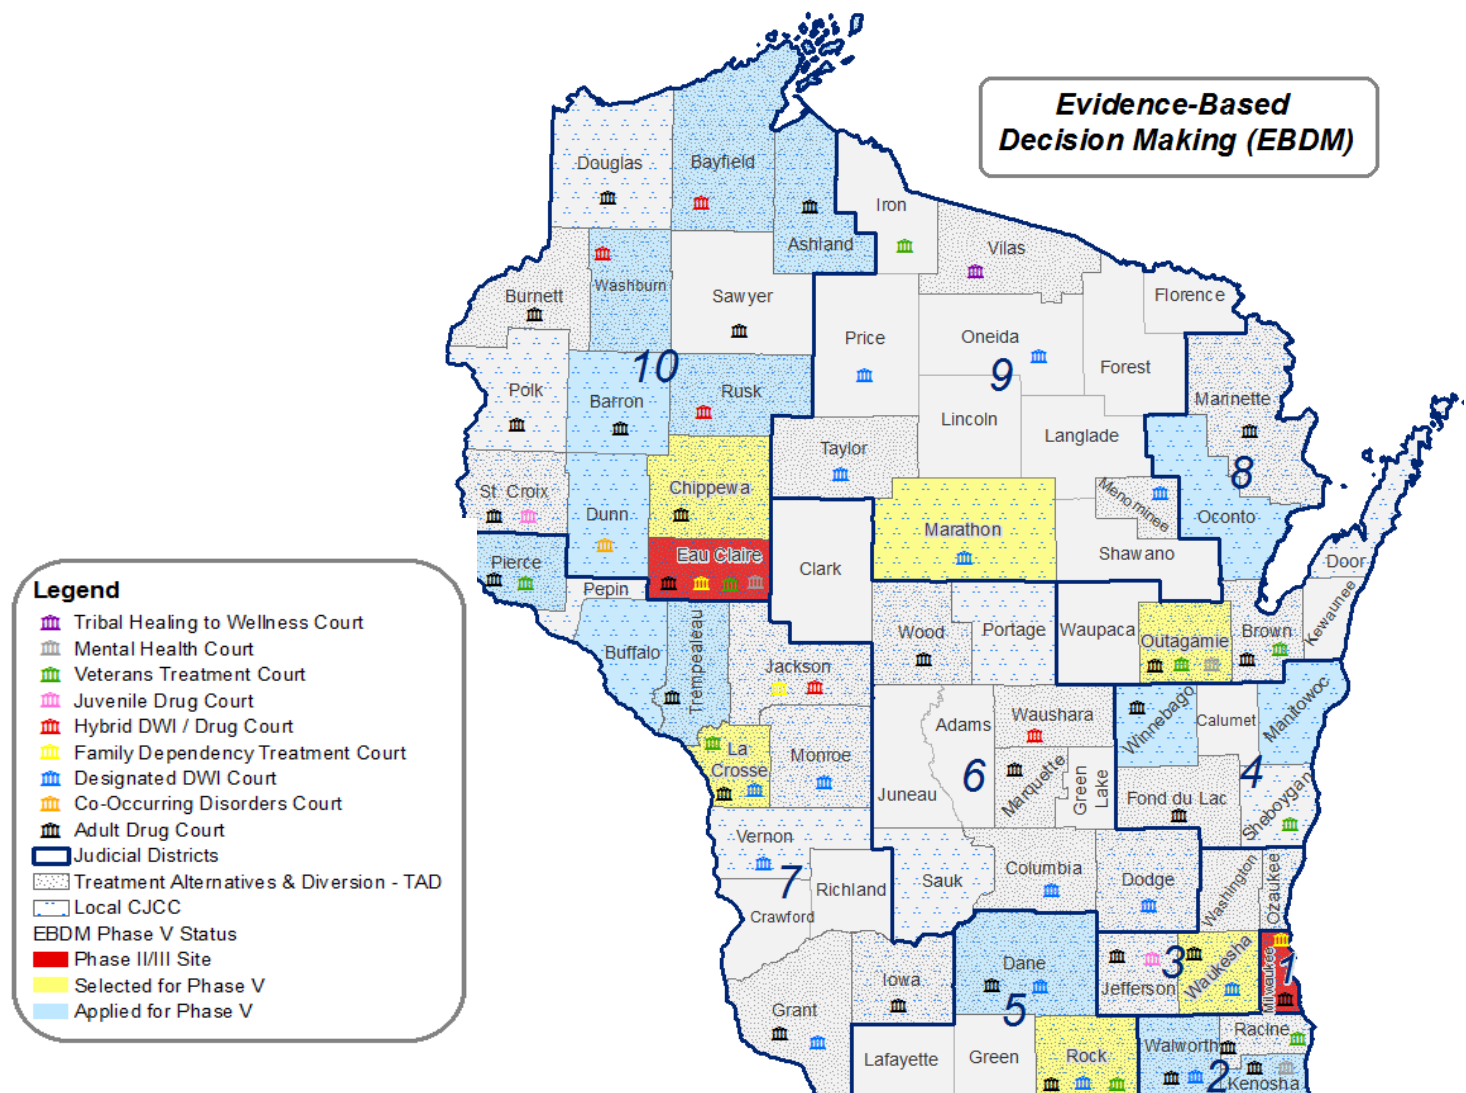 Evidence-Based
Decision Making (EBDM)
Douglas
Bayfield
Ashland
Iron
Vilas
Florence
Burnett
Washburn
Sawyer
Price
Oneida
Forest
10
9
Polk
Barron
Rusk
Lincoln
Langlade
Marinette
Taylor
8
St. Croix
Dunn
Chippewa
Marathon
Menominee
Oconto
Shawano
Pierce
Eau Claire
Clark
Door
Pepin
Kewaunee
Buffalo
Trempealeau
Jackson
Wood
Portage
Waupaca
Outagamie
Brown
La
Crosse
Monroe
Adams
Waushara
Winnebago
Calumet
Manitowoc
6
4
Juneau
Marquette
Green
Lake
Fond du Lac
Sheboygan
Vernon
7
Richland
Sauk
Columbia
Dodge
Washington
Ozaukee
Crawford
Grant
Iowa
Dane
5
Jefferson
3
Waukesha
Milwaukee
1
Lafayette
Green
Rock
Walworth
Racine
2
Kenosha
Legend
Tribal Healing to Wellness Court
Mental Health Court
Veterans Treatment Court
Juvenile Drug Court
Hybrid DWI / Drug Court
Family Dependency Treatment Court
Designated DWI Court
Co-Occurring Disorders Court
Adult Drug Court
Judicial Districts
Treatment Alternatives & Diversion - TAD
Local CJCC
EBDM Phase V Status
Phase II/III Site
Selected for Phase V
Applied for Phase V